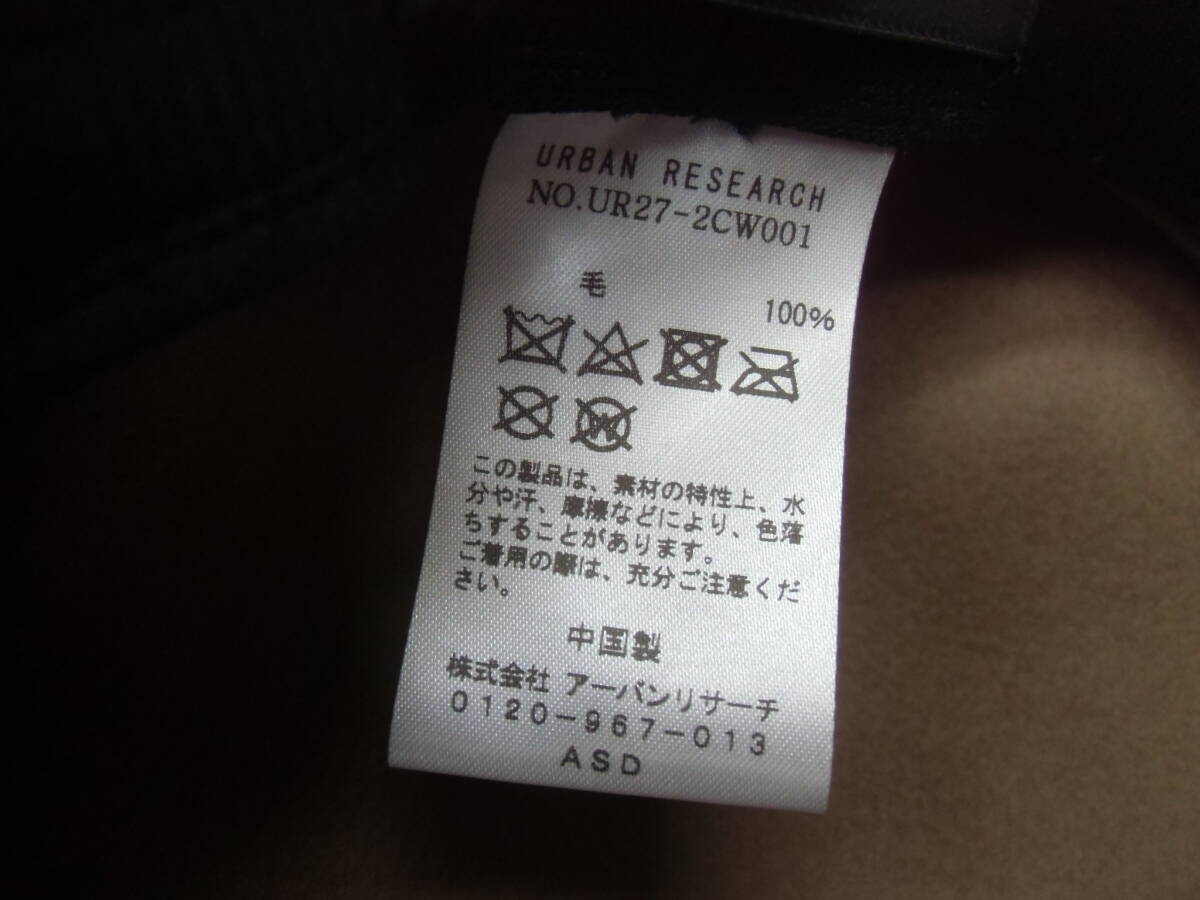 URBAN RESEARCH
NO.UR27-2CW001
毛
100%
W
この製品は、素材の特性上、水
分や汗、摩擦などにより、色落
ちすることがあります。
ご着用の際は、充分ご注意くだ
さい。
中国製
株式会社 アーバンリサーチ
0120-967-013
ASD